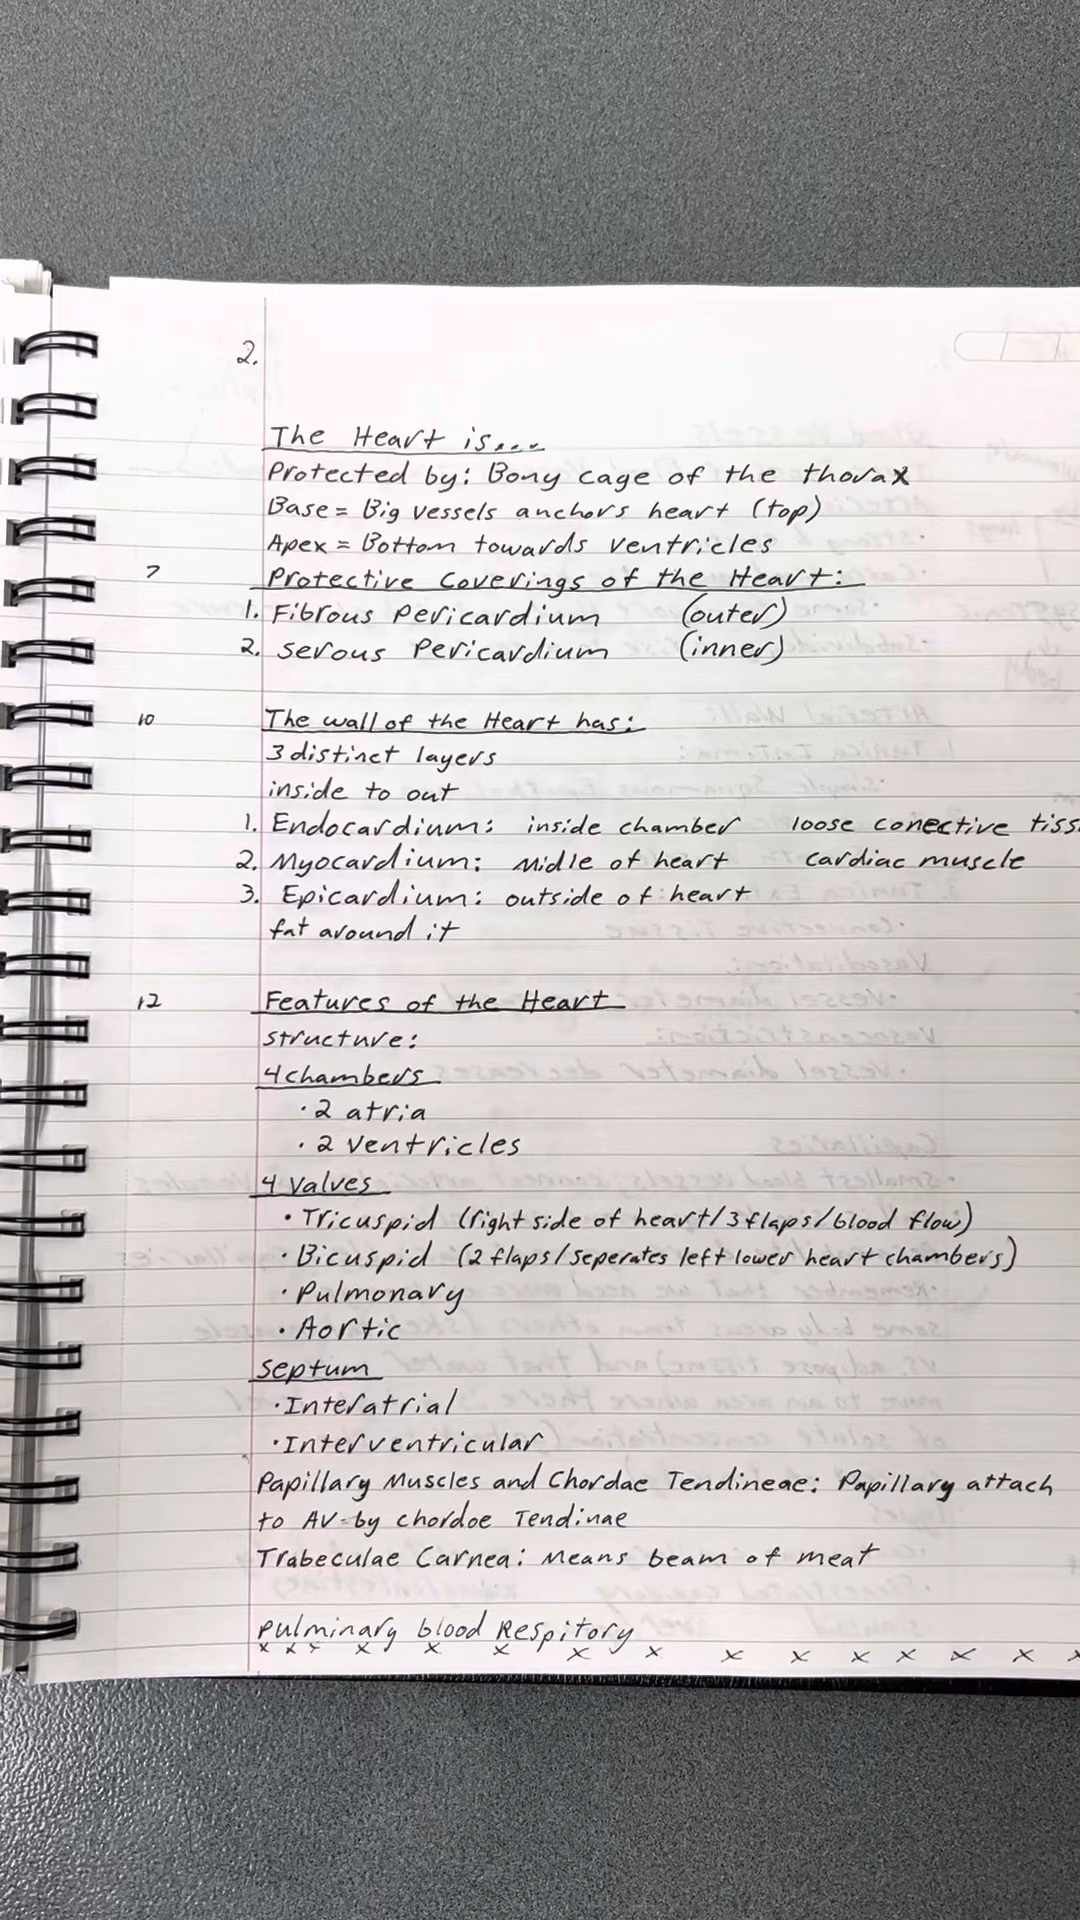 2.
The Heart is...
Protected by: Bony cage of the thorax
Base = Big vessels anchors heart (top)
Apex = Bottom towards ventricles
7 Protective Coverings of the Heart:
1. Fibrous Pericardium (outer)
2. Serous Pericardium (inner)
10 The wall of the Heart has:
3 distinct layers
inside to out
1. Endocardium: inside chamber loose conective
2. Myocardium: Midle of heart cardiac muscle
3. Epicardium: outside of heart
fat around it
12 Features of the Heart
structure:
4 chambers
• 2 atria
• 2 ventricles
4 valves
• Tricuspid (right side of heart/3 flaps/blood flow)
• Bicuspid (2 flaps/seperates left lower heart chambers)
• Pulmonary
• Aortic
septum
• Interatrial
• Interventricular
Papillary Muscles and Chordae Tendineae: Papillary attach
to AV by chordoe Tendinae
Trabeculae Carnea: Means beam of meat
Pulminary blood Respitory
x x x x x x x x x x x x x x x